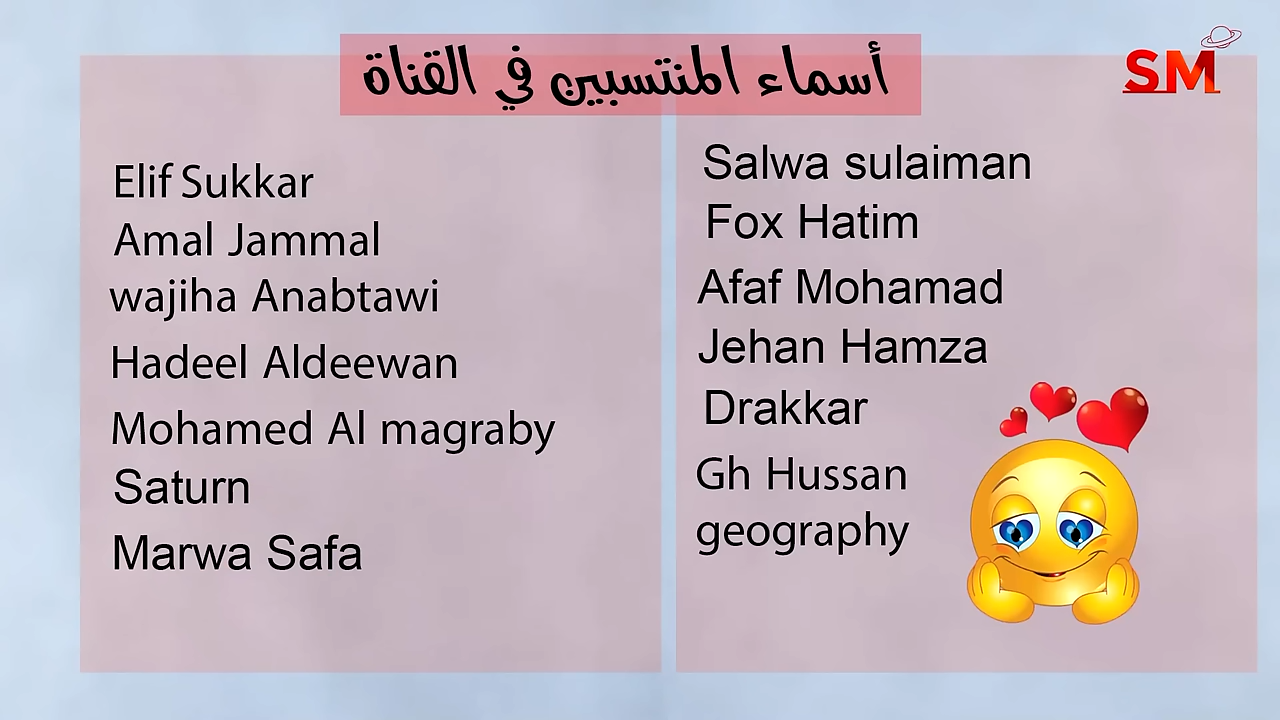 أسماء المنتسبين في القناة
SM
Elif Sukkar
Amal Jammal
wajiha Anabtawi
Hadeel Aldeewan
Mohamed Al magraby
Saturn
Marwa Safa
Salwa sulaiman
Fox Hatim
Afaf Mohamad
Jehan Hamza
Drakkar
Gh Hussan
geography